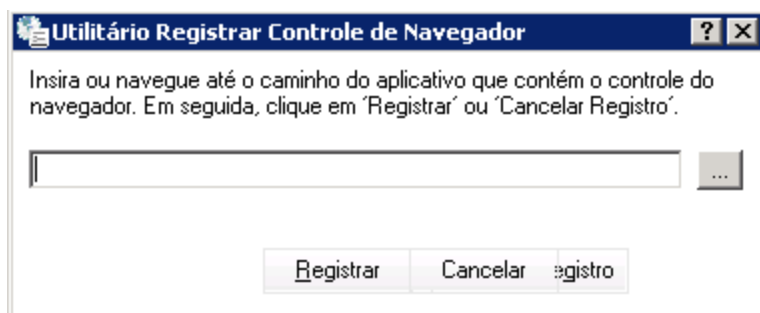 Utilitário Registrar Controle de Navegador
Insira ou navegue até o caminho do aplicativo que contém o controle do
navegador. Em seguida, clique em ´Registrar´ ou ´Cancelar Registro´.
...
Registrar Cancelar egistro